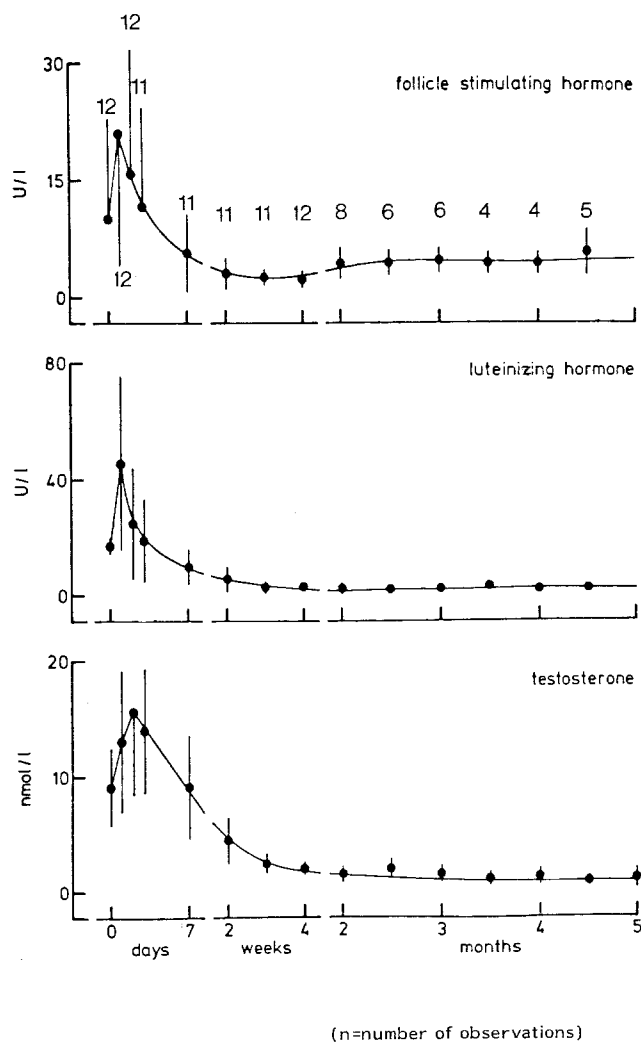 12
30
follicle stimulating hormone
12
11
U/l
15
11
11
11
12
8
6
6
4
4
5
12
0
80
luteinizing hormone
40
U/l
0
20
testosterone
10
nmol/l
0
0 7 2 4 2 3 4 5
days weeks months
(n=number of observations)